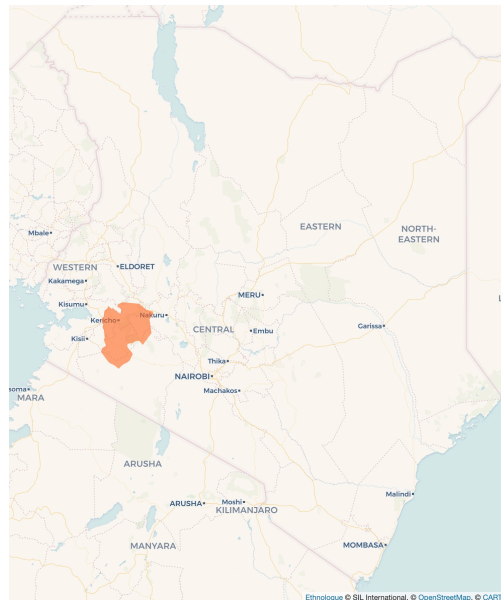 Mbale
EASTERN
NORTH-
EASTERN
WESTERN
ELDORET
Kakamega
MERU
Kisumu
Kericho
Nakuru
Garissa
CENTRAL
Embu
Kisii
Thika
NAIROBI
Machakos
soma
MARA
ARUSHA
Malindi
ARUSHA
Moshi
KILIMANJARO
MANYARA
MOMBASA
Ethnologue © SIL International, © OpenStreetMap, © CART